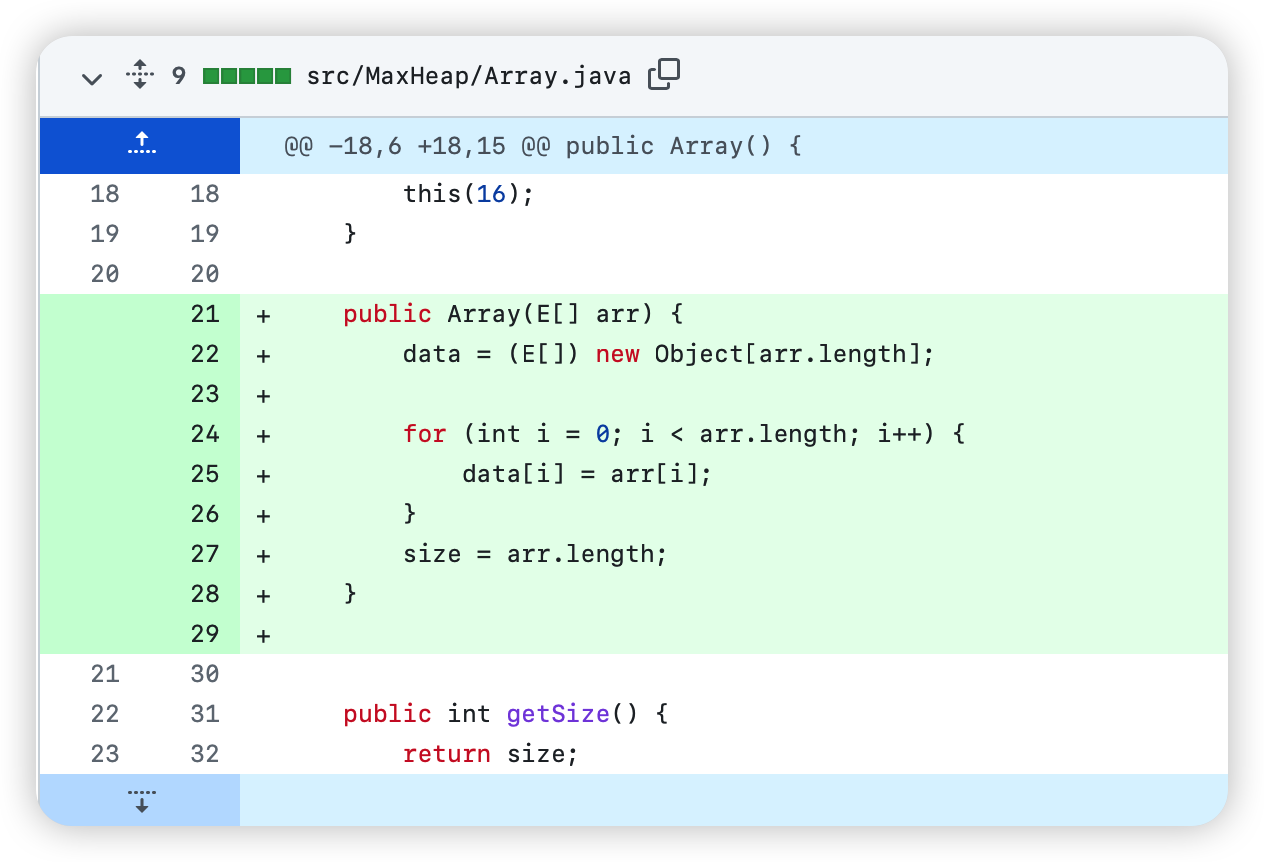 9 src/MaxHeap/Array.java
@@ -18,6 +18,15 @@ public Array() {
18 18         this(16);
19 19     }
20 20
21 +     public Array(E[] arr) {
22 +         data = (E[]) new Object[arr.length];
23 +
24 +         for (int i = 0; i < arr.length; i++) {
25 +             data[i] = arr[i];
26 +         }
27 +         size = arr.length;
28 +     }
29 +
21 30
22 31     public int getSize() {
23 32         return size;